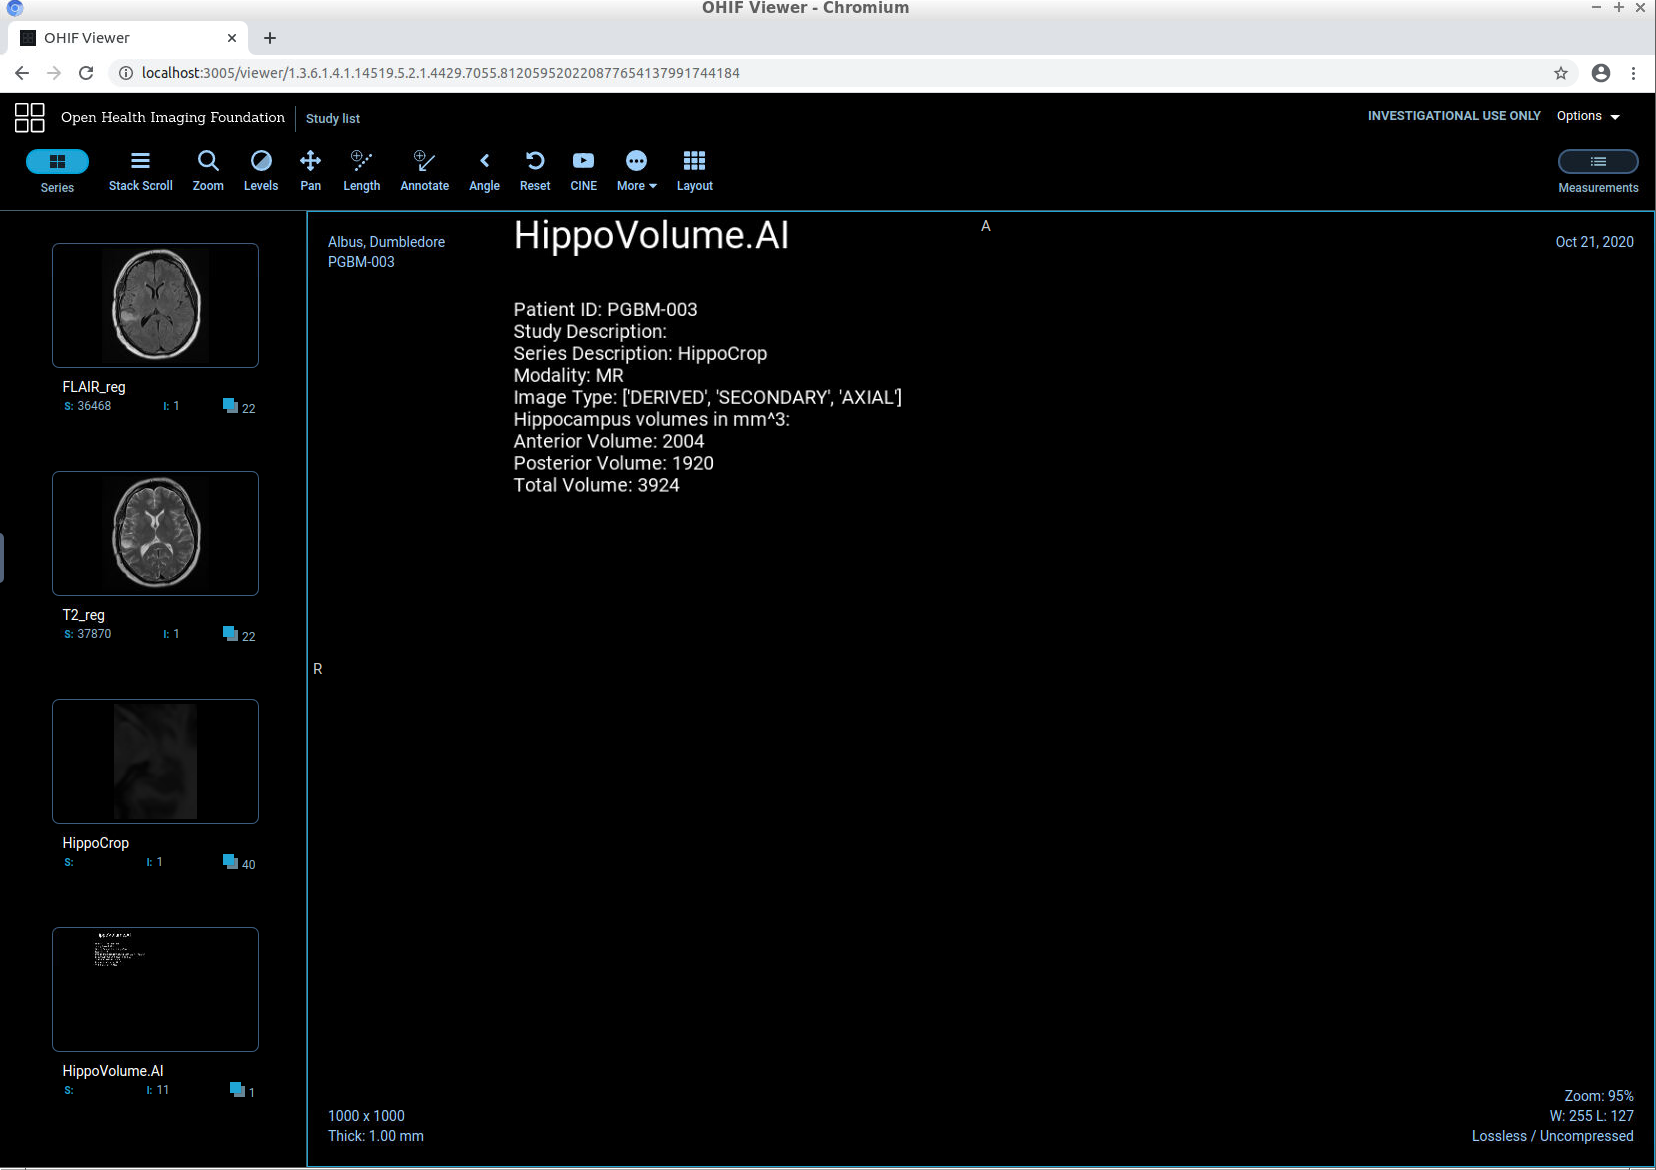 OHIF Viewer - Chromium
OHIF Viewer
localhost:3005/viewer/1.3.6.1.4.1.14519.5.2.1.4429.7055.812059520220877654137991744184
Open Health Imaging Foundation
Study list
INVESTIGATIONAL USE ONLY
Options
Series
Stack Scroll
Zoom
Levels
Pan
Length
Annotate
Angle
Reset
CINE
More
Layout
Measurements
FLAIR_reg
S: 36468 I: 1 22
T2_reg
S: 37870 I: 1 22
HippoCrop
S: I: 1 40
HippoVolume.AI
S: I: 11 1
Albus, Dumbledore
PGBM-003
HippoVolume.AI
A
Oct 21, 2020
Patient ID: PGBM-003
Study Description:
Series Description: HippoCrop
Modality: MR
Image Type: ['DERIVED', 'SECONDARY', 'AXIAL']
Hippocampus volumes in mm^3:
Anterior Volume: 2004
Posterior Volume: 1920
Total Volume: 3924
R
1000 x 1000
Thick: 1.00 mm
Zoom: 95%
W: 255 L: 127
Lossless / Uncompressed